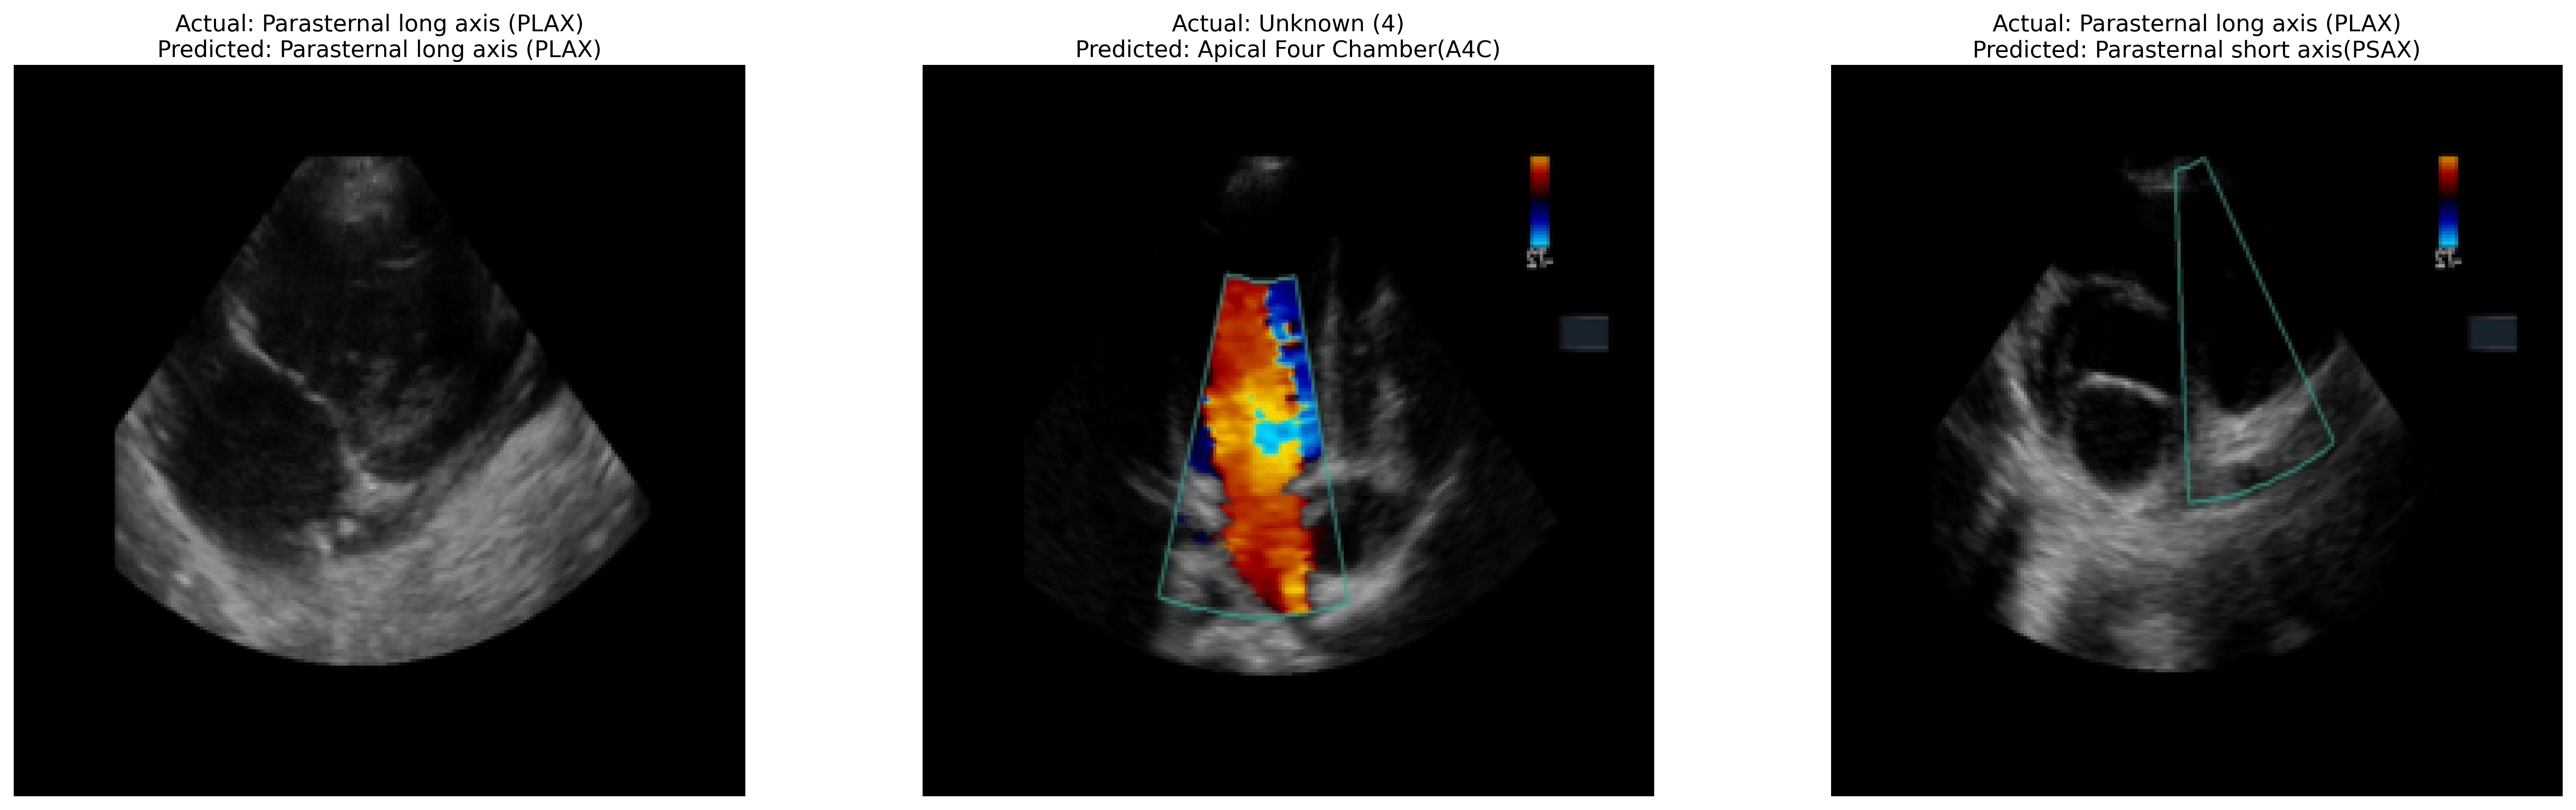 Actual: Parasternal long axis (PLAX)
Predicted: Parasternal long axis (PLAX)
Actual: Unknown (4)
Predicted: Apical Four Chamber(A4C)
Actual: Parasternal long axis (PLAX)
Predicted: Parasternal short axis(PSAX)